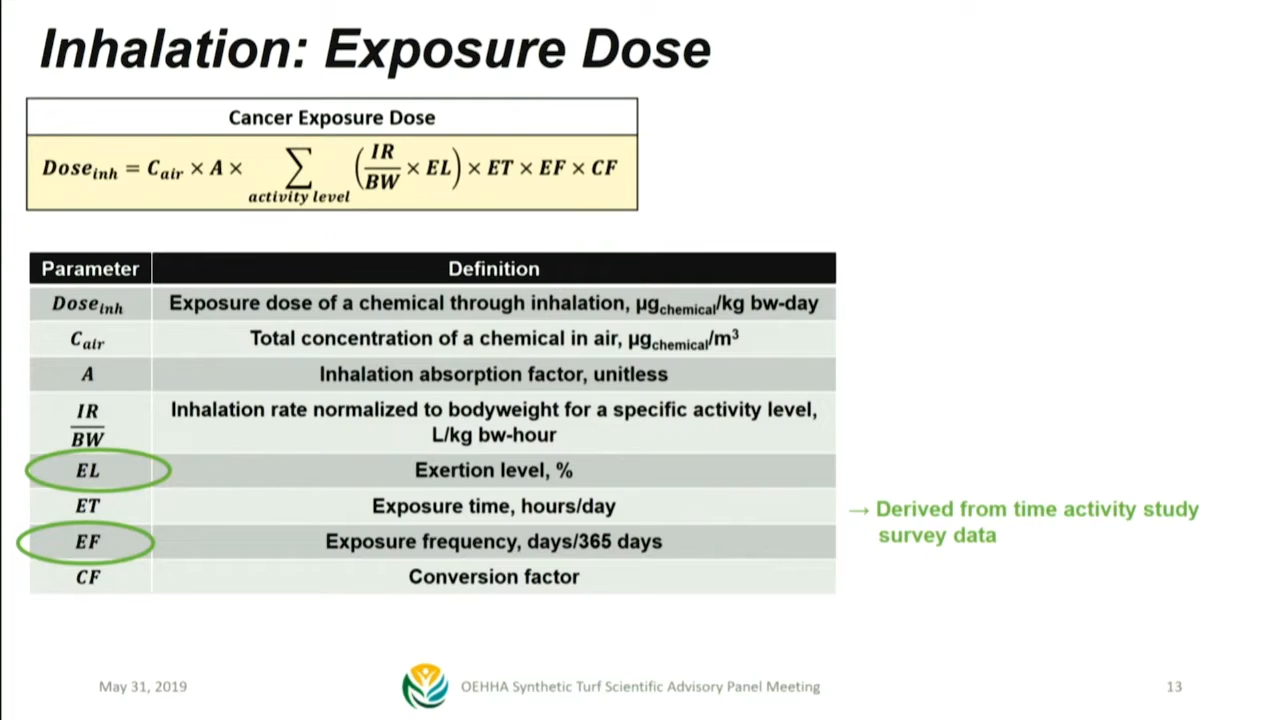 Inhalation: Exposure Dose
Cancer Exposure Dose
Dose_inh = C_air × A × ∑_activity level (IR/BW × EL) × ET × EF × CF
Parameter Definition
Dose_inh Exposure dose of a chemical through inhalation, µg_chemical/kg bw-day
C_air Total concentration of a chemical in air, µg_chemical/m³
A Inhalation absorption factor, unitless
IR/BW Inhalation rate normalized to bodyweight for a specific activity level,
L/kg bw-hour
EL Exertion level, %
ET Exposure time, hours/day
→ Derived from time activity study
survey data
EF Exposure frequency, days/365 days
CF Conversion factor
May 31, 2019 OEHHA Synthetic Turf Scientific Advisory Panel Meeting 13